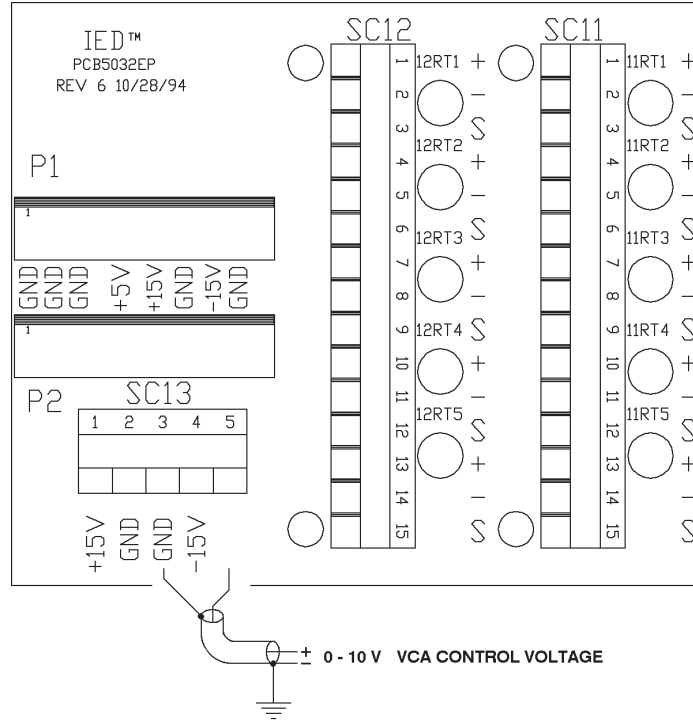 IED™
PCB5032EP
REV 6 10/28/94
P1
1
GND
GND
GND
+5V
+15V
GND
-15V
GND
1
P2
SC13
1 2 3 4 5
+15V
GND
GND
-15V
SC12
1 12RT1 +
2 -
3 S
4 12RT2 +
5 -
6 S
7 12RT3 +
8 -
9 12RT4 S
10 +
11 -
12 12RT5 S
13 +
14 -
15 S
SC11
1 11RT1 +
2 -
3 S
4 11RT2 +
5 -
6 S
7 11RT3 +
8 -
9 11RT4 S
10 +
11 -
12 11RT5 S
13 +
14 -
15 S
+
- 0 - 10 V VCA CONTROL VOLTAGE